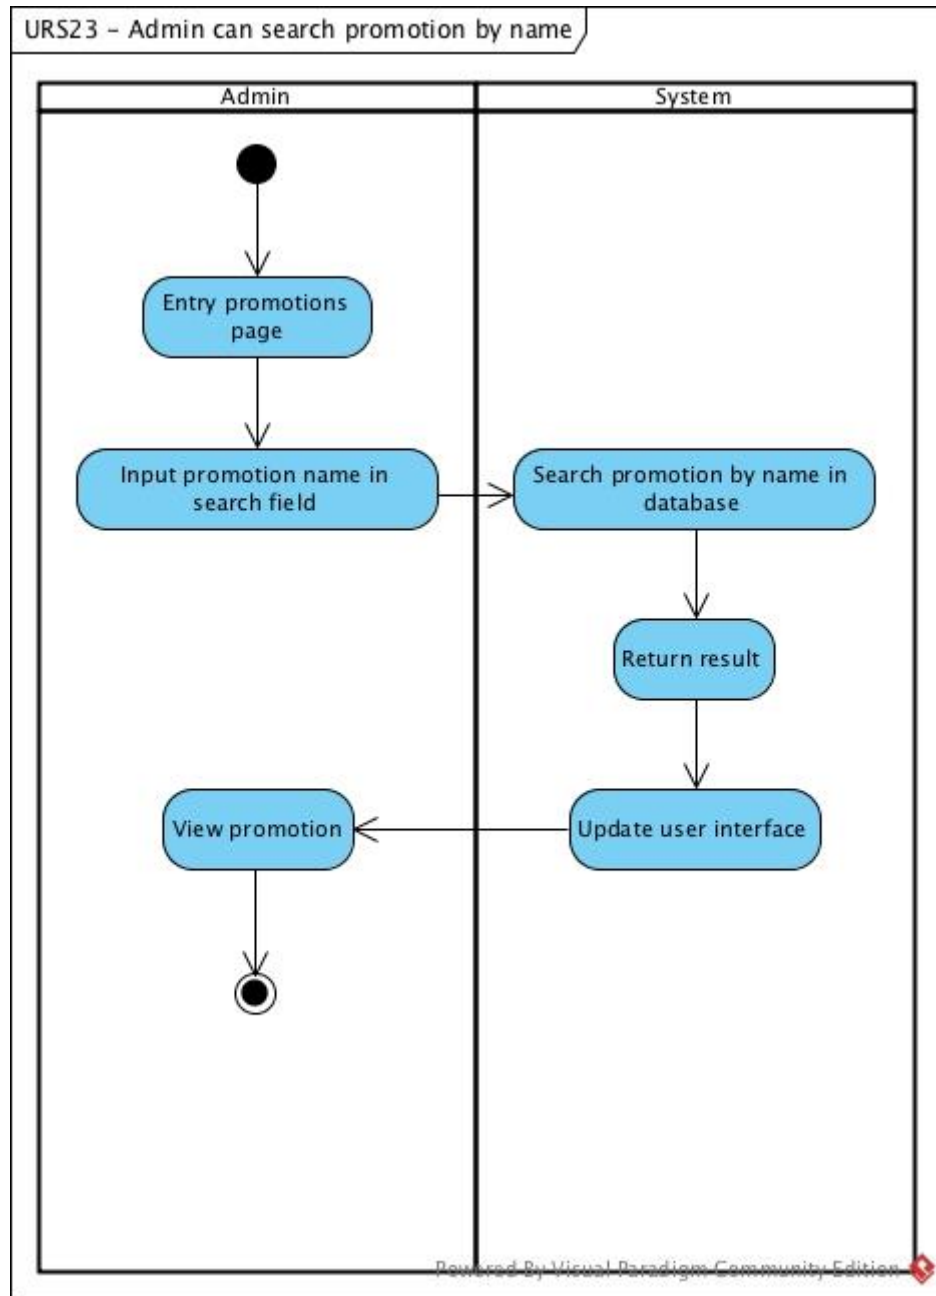 URS23 – Admin can search promotion by name
Admin
System
Entry promotions
page
Input promotion name in
search field
Search promotion by name in
database
Return result
View promotion
Update user interface
Powered By Visual Paradigm Community Edition